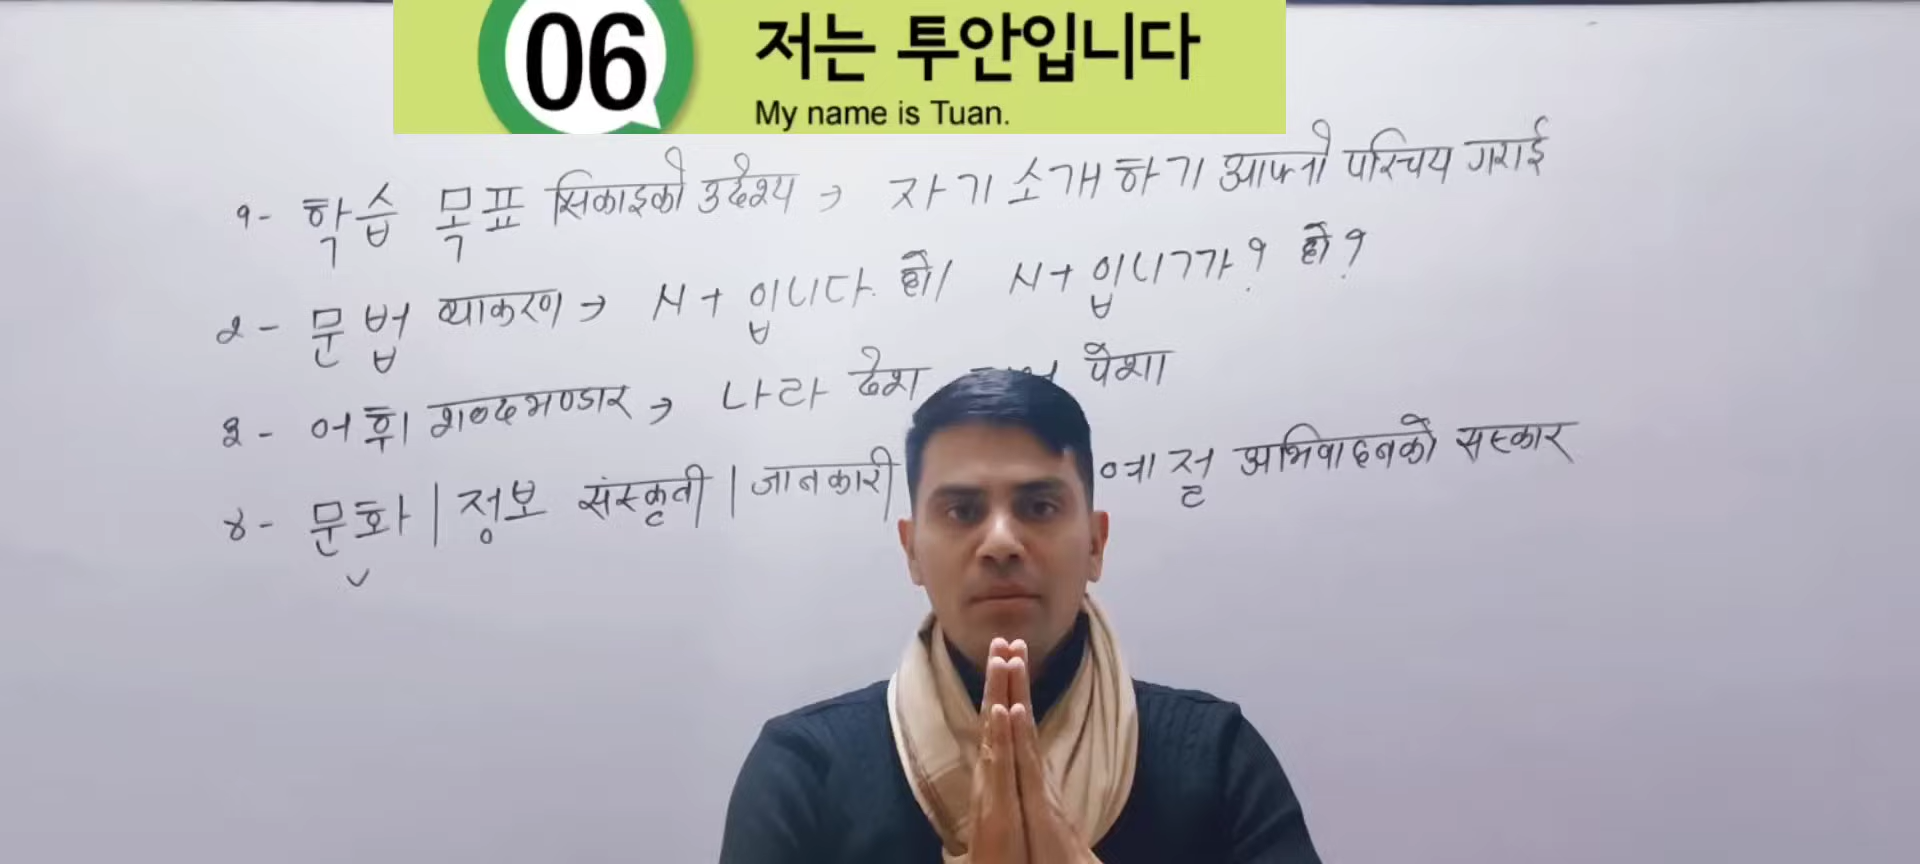 06 저는 투안입니다
My name is Tuan.
१- 학습 목표 सिकाइको उदेश्य → 자기 소개하기 आफ्नो परिचय गराई
२- 문법 व्याकरण → N + 입니다. हो। N + 입니까? हो?
३- 어휘 शब्दभण्डार → 나라 देश पेशा
४- 문화 | 정보 संस्कृती | जानकारी 예절 अभिवादनको सस्कार